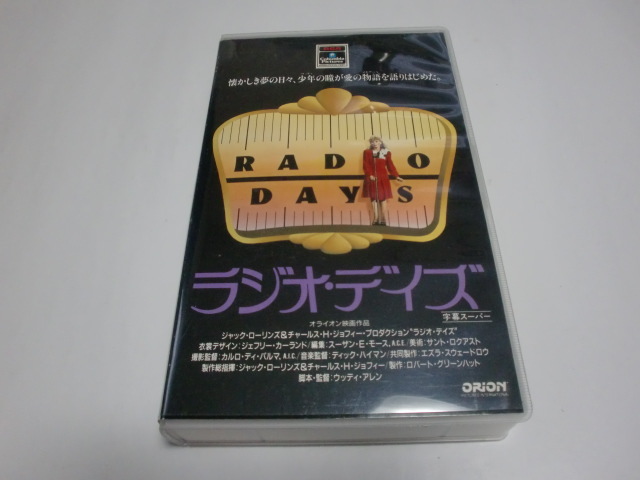 RCA
Columbia
Pictures
懐かしき夢の日々、少年の瞳が愛の物語を語りはじめた。
RADIO
DAYS
ラジオ・デイズ
字幕スーパー
オライオン映画作品
ジャック・ローリンズ&チャールス・H・ジョフィー・プロダクション"ラジオ・デイズ"
衣裳デザイン:ジェフリー・カーランド/編集:スーザン・E・モース,A.C.E./美術:サント・ロクアスト
撮影監督:カルロ・ディ・パルマ,A.I.C./音楽監督:ディック・ハイマン/共同製作:エズラ・スウェードロウ
製作総指揮:ジャック・ローリンズ&チャールス・H・ジョフィー/製作:ロバート・グリーンハット
脚本・監督:ウッディ・アレン
ORION